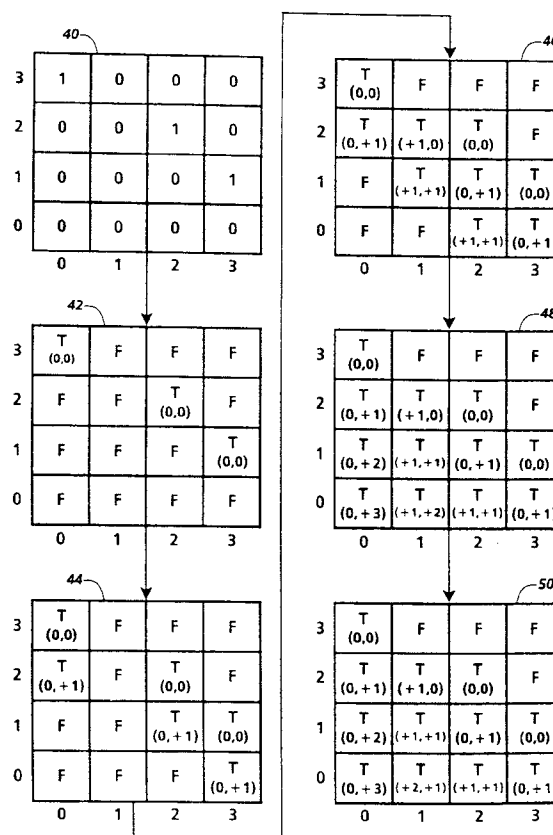 40
3 1 0 0 0
2 0 0 1 0
1 0 0 0 1
0 0 0 0 0
0 1 2 3
42
3 T F F F
(0,0)
2 F F T F
(0,0)
1 F F F T
(0,0)
0 F F F F
0 1 2 3
44
3 T F F F
(0,0)
2 T F T F
(0,+1) (0,0)
1 F F T T
(0,+1) (0,0)
0 F F F T
(0,+1)
0 1 2 3
3 T F F F
(0,0)
2 T T T F
(0,+1) (+1,0) (0,0)
1 F T T T
(+1,+1) (0,+1) (0,0)
0 F F T T
(+1,+1) (0,+1
0 1 2 3
48
3 T F F F
(0,0)
2 T T T F
(0,+1) (+1,0) (0,0)
1 T T T T
(0,+2) (+1,+1) (0,+1) (0,0)
0 T T T T
(0,+3) (+1,+2) (+1,+1) (0,+1
0 1 2 3
50
3 T F F F
(0,0)
2 T T T F
(0,+1) (+1,0) (0,0)
1 T T T T
(0,+2) (+1,+1) (0,+1) (0,0)
0 T T T T
(0,+3) (+2,+1) (+1,+1) (0,+1
0 1 2 3